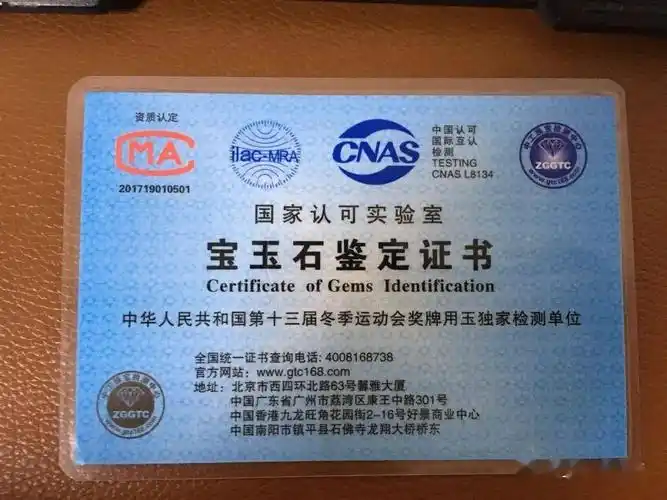 资质认定
MA
201719010501
ilac-MRA
CNAS
中国认可
国际互认
检测
TESTING
CNAS L8134
ZGGTC
www.gtc168.com
国家认可实验室
宝玉石鉴定证书
Certificate of Gems Identification
中华人民共和国第十三届冬季运动会奖牌用玉独家检测单位
全国统一证书查询电话: 4008168738
官方网站: www.gtc168.com
地址: 北京市西四环北路63号馨雅大厦
中国广东省广州市荔湾区康王中路301号
中国香港九龙旺角花园街2-16号好景商业中心
中国南阳市镇平县石佛寺龙翔大桥桥东
ZGGTC
www.gtc168.com